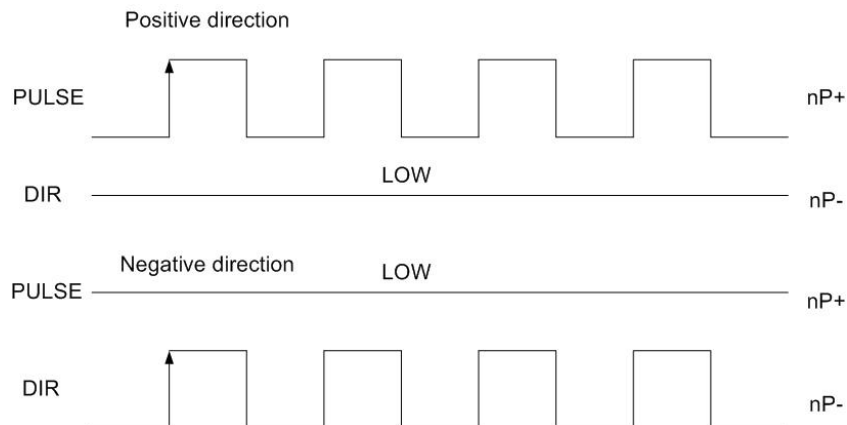 Positive direction
PULSE nP+
LOW
DIR nP-
Negative direction LOW
PULSE nP+
DIR nP-